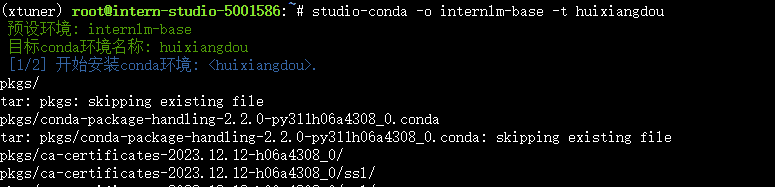 (xtuner) root@intern-studio-5001586:~# studio-conda -o internlm-base -t huixiangdou
预设环境: internlm-base
目标conda环境名称: huixiangdou
[1/2] 开始安装conda环境: <huixiangdou>.
pkgs/
tar: pkgs: skipping existing file
pkgs/conda-package-handling-2.2.0-py311h06a4308_0.conda
tar: pkgs/conda-package-handling-2.2.0-py311h06a4308_0.conda: skipping existing file
pkgs/ca-certificates-2023.12.12-h06a4308_0/
pkgs/ca-certificates-2023.12.12-h06a4308_0/ssl/